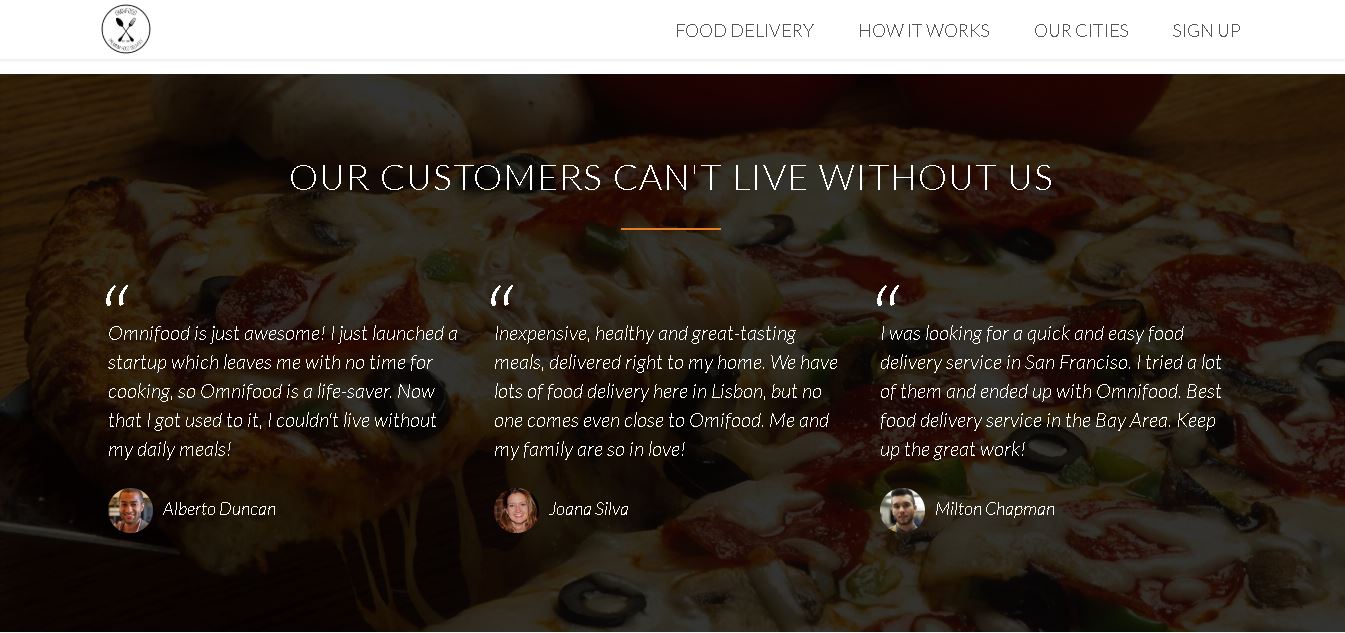 OMNIFOOD
FOOD DELIVERY
HOW IT WORKS
OUR CITIES
SIGN UP
OUR CUSTOMERS CAN'T LIVE WITHOUT US
“
Omnifood is just awesome! I just launched a
startup which leaves me with no time for
cooking, so Omnifood is a life-saver. Now
that I got used to it, I couldn't live without
my daily meals!
Alberto Duncan
“
Inexpensive, healthy and great-tasting
meals, delivered right to my home. We have
lots of food delivery here in Lisbon, but no
one comes even close to Omifood. Me and
my family are so in love!
Joana Silva
“
I was looking for a quick and easy food
delivery service in San Franciso. I tried a lot
of them and ended up with Omnifood. Best
food delivery service in the Bay Area. Keep
up the great work!
Milton Chapman